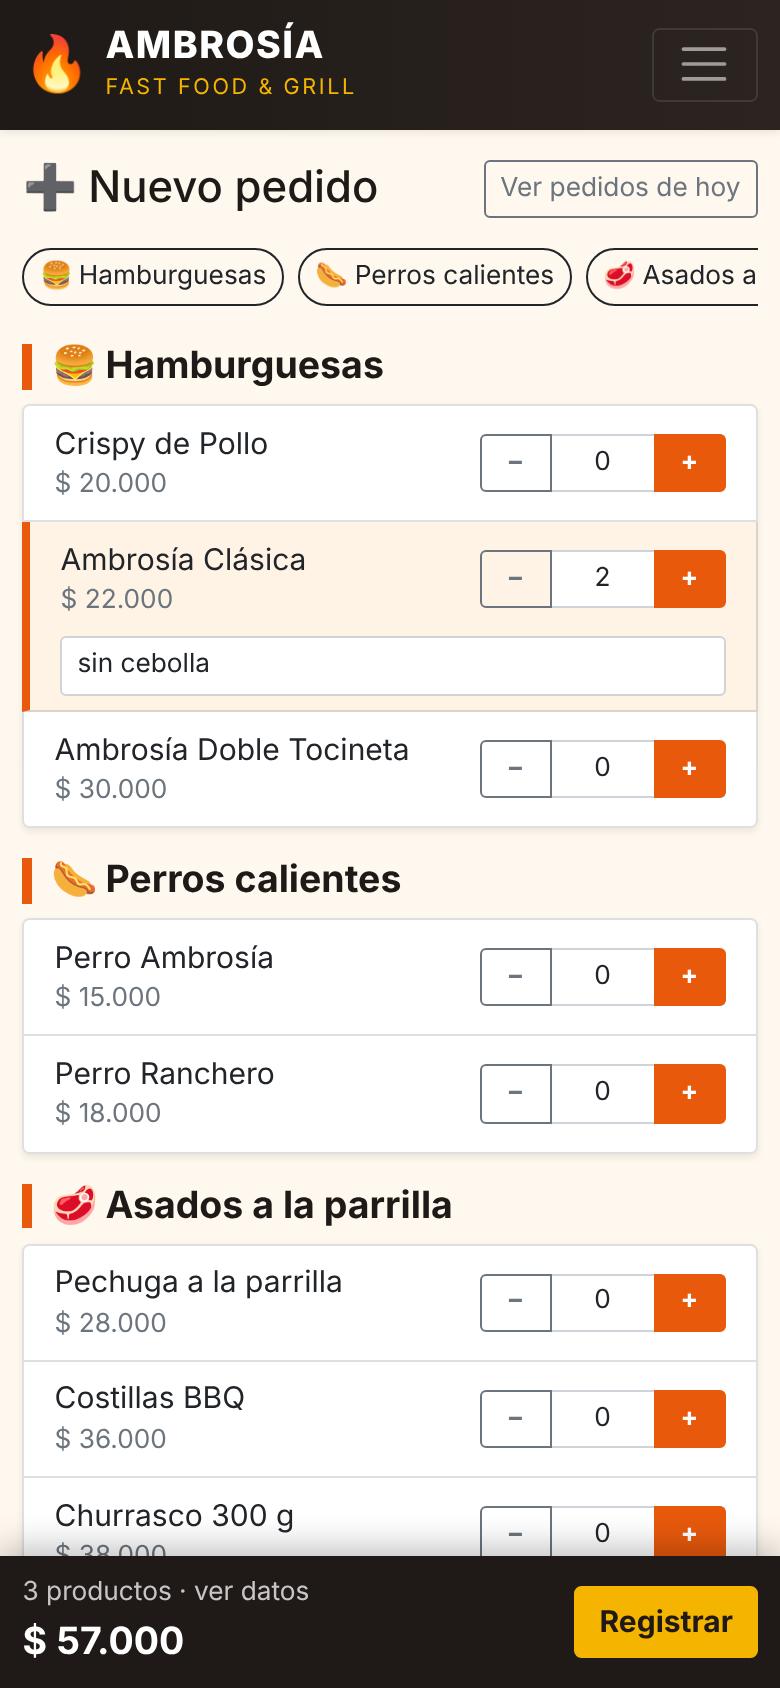 AMBROSÍA
FAST FOOD & GRILL
Nuevo pedido
Ver pedidos de hoy
Hamburguesas
Perros calientes
Asados a
Hamburguesas
Crispy de Pollo
$ 20.000
− 0 +
Ambrosía Clásica
$ 22.000
− 2 +
sin cebolla
Ambrosía Doble Tocineta
$ 30.000
− 0 +
Perros calientes
Perro Ambrosía
$ 15.000
− 0 +
Perro Ranchero
$ 18.000
− 0 +
Asados a la parrilla
Pechuga a la parrilla
$ 28.000
− 0 +
Costillas BBQ
$ 36.000
− 0 +
Churrasco 300 g
$ 38.000
− 0 +
3 productos · ver datos
$ 57.000
Registrar